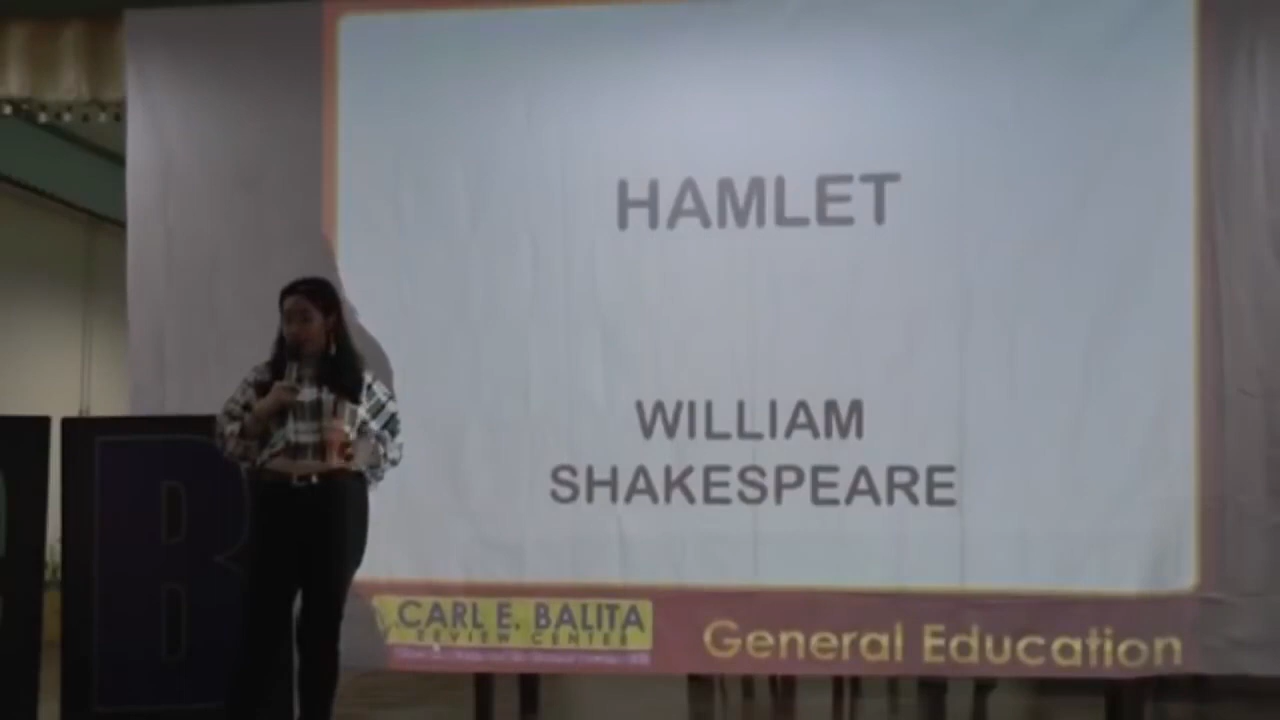 HAMLET
WILLIAM
SHAKESPEARE
CARL E. BALITA
REVIEW CENTER
General Education
B